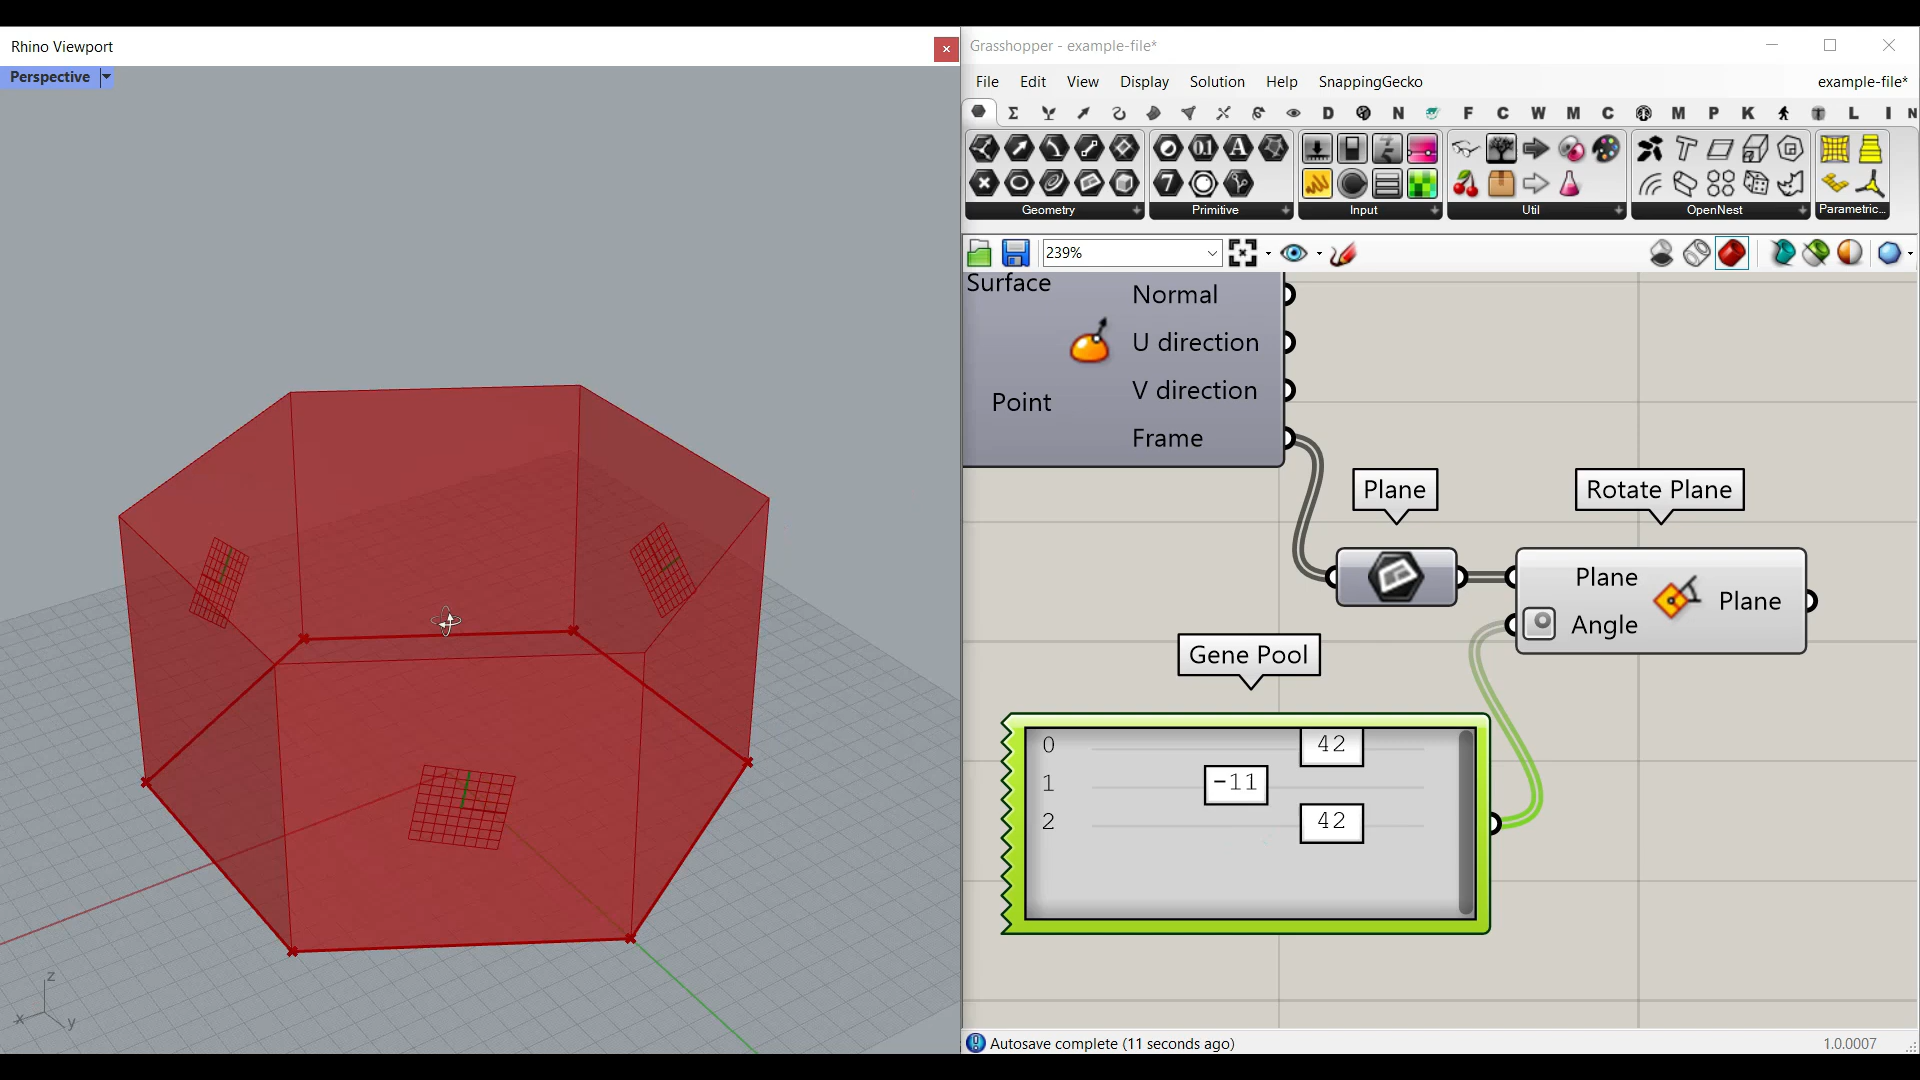 Rhino Viewport
Perspective
z
x
y
Grasshopper - example-file*
File Edit View Display Solution Help SnappingGecko example-file*
D N F C W M C M P K L I N
Geometry Primitive Input Util OpenNest Parametric...
239%
Surface
Normal
U direction
V direction
Point
Frame
Plane
Rotate Plane
Plane
Angle
Plane
Gene Pool
0 42
1 -11
2 42
Autosave complete (11 seconds ago)
1.0.0007